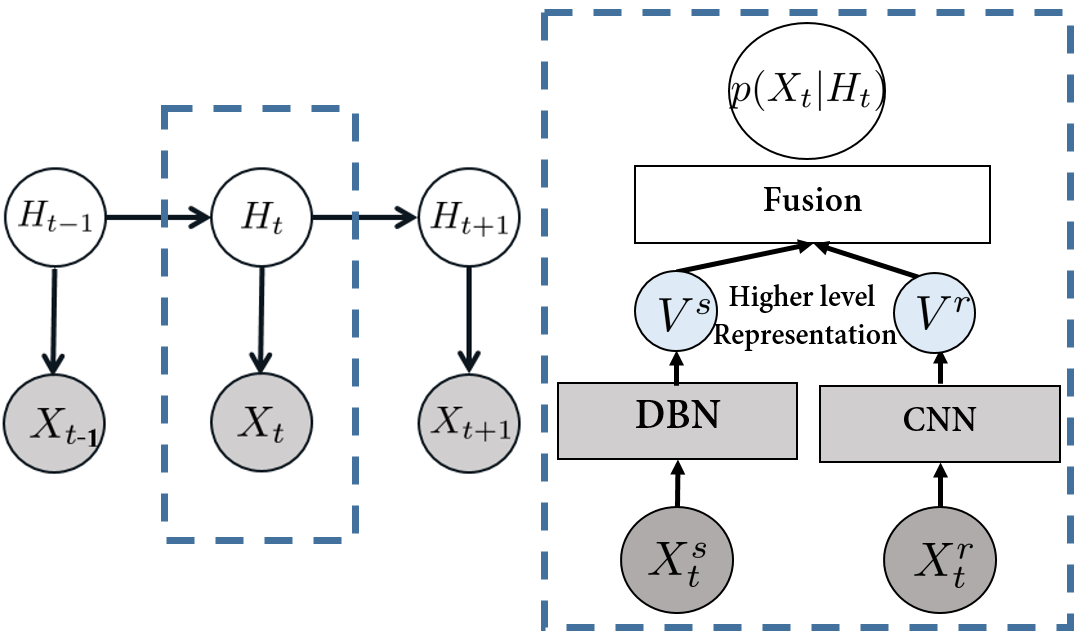 p(X_t|H_t)
Fusion
H_{t-1}
H_t
H_{t+1}
V^s
Higher level
Representation
V^r
X_{t-1}
X_t
X_{t+1}
DBN
CNN
X_t^s
X_t^r